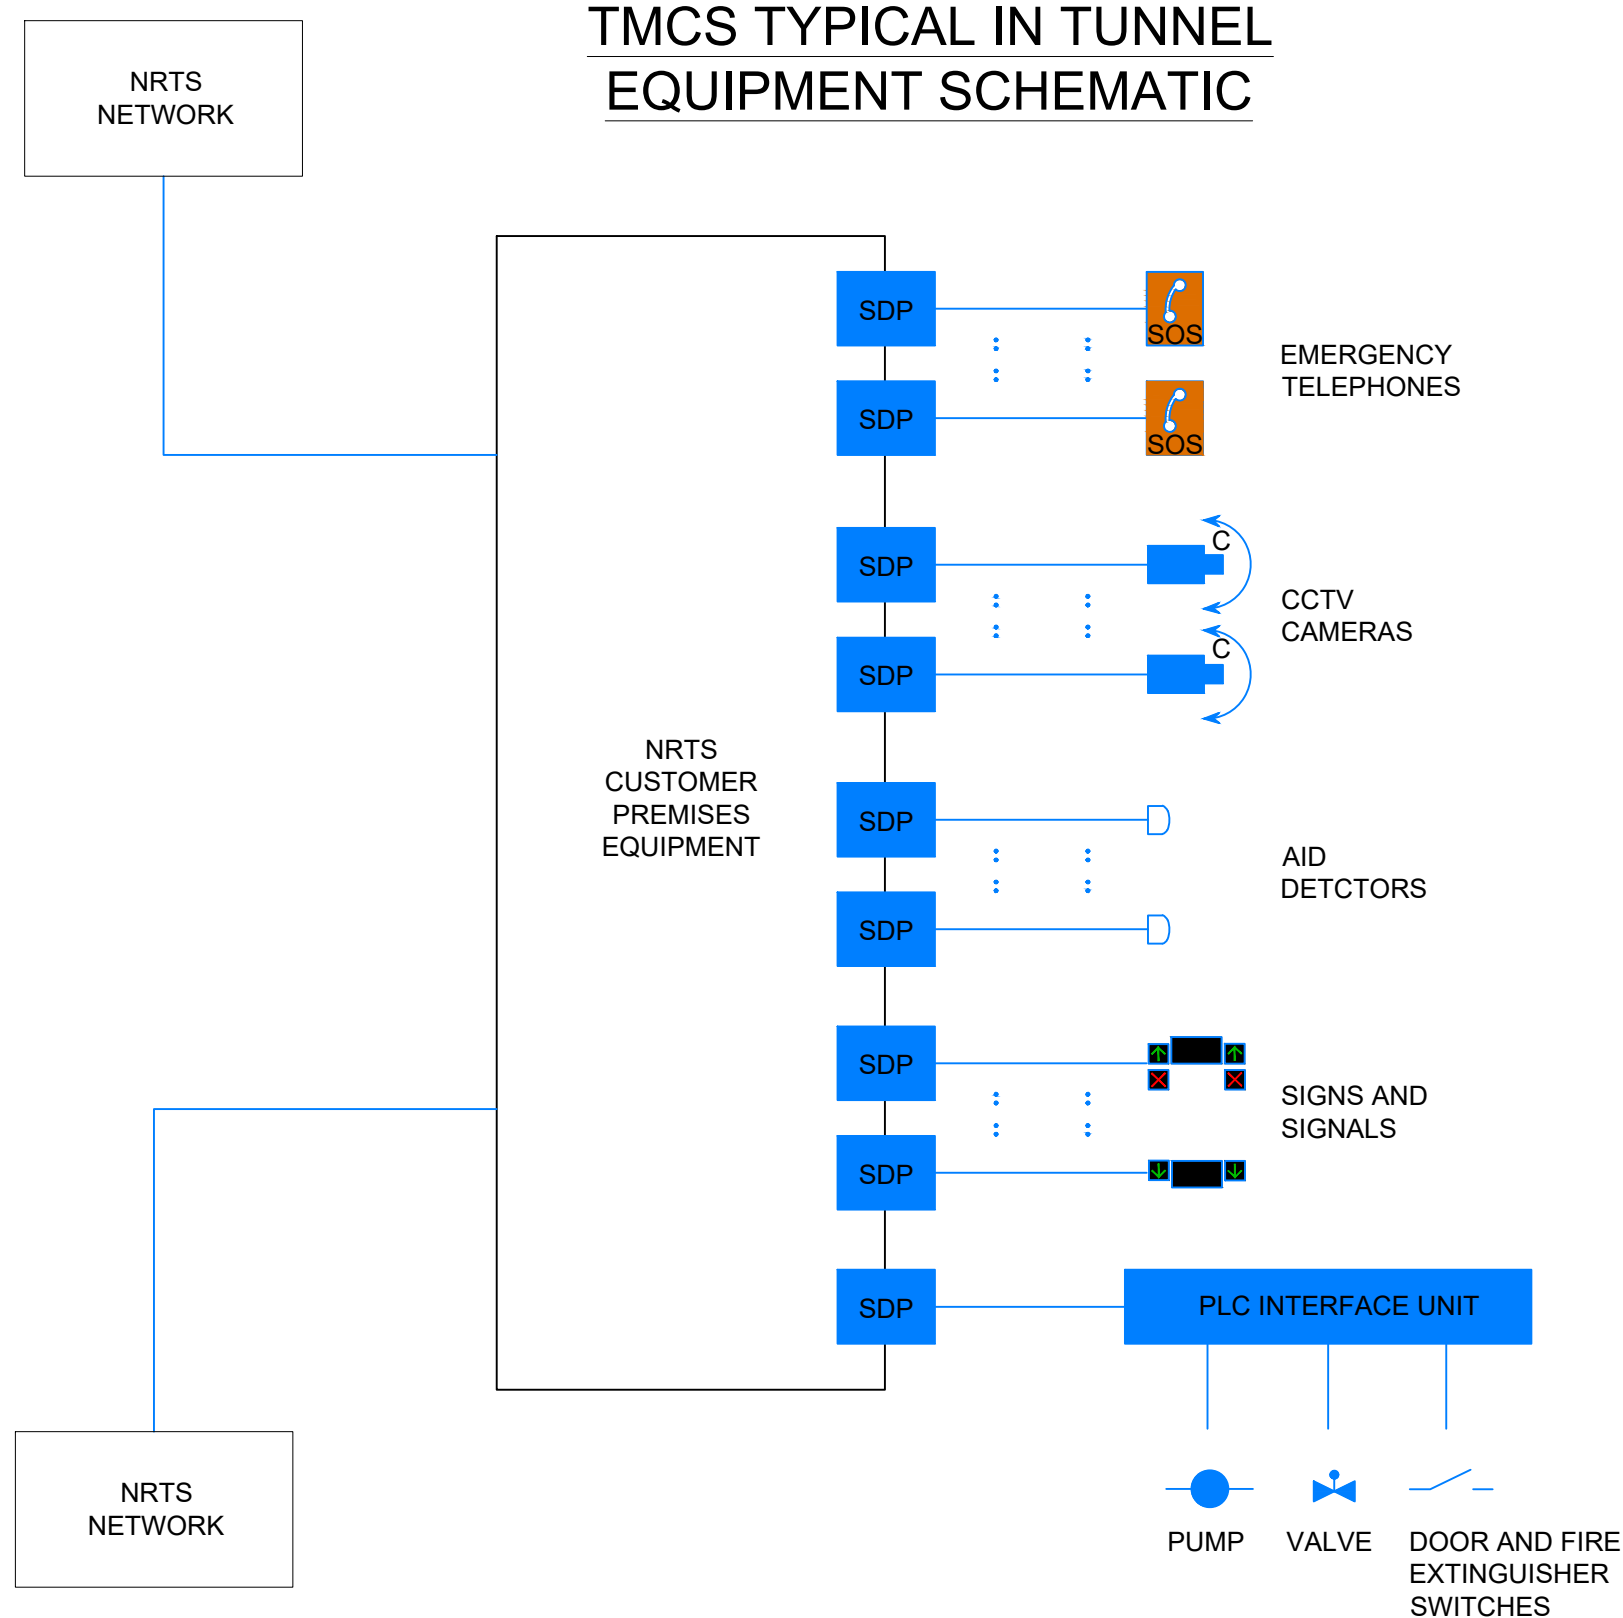 TMCS TYPICAL IN TUNNEL
EQUIPMENT SCHEMATIC
NRTS
NETWORK
SDP
SOS
EMERGENCY
TELEPHONES
SDP
SOS
SDP
C
CCTV
CAMERAS
SDP
C
NRTS
CUSTOMER
PREMISES
EQUIPMENT
SDP
AID
DETCTORS
SDP
SDP
SIGNS AND
SIGNALS
SDP
SDP
PLC INTERFACE UNIT
NRTS
NETWORK
PUMP
VALVE
DOOR AND FIRE
EXTINGUISHER
SWITCHES